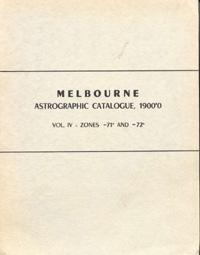 MELBOURNE
ASTROGRAPHIC CATALOGUE, 1900'0
VOL. IV - ZONES -71° AND -72°